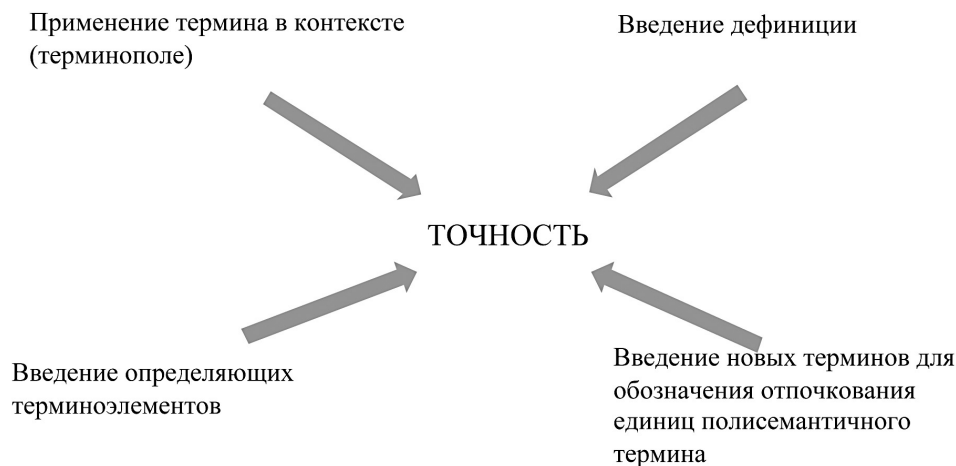 Применение термина в контексте
(терминополе)
Введение дефиниции
ТОЧНОСТЬ
Введение определяющих
терминоэлементов
Введение новых терминов для
обозначения отпочкования
единиц полисемантичного
термина